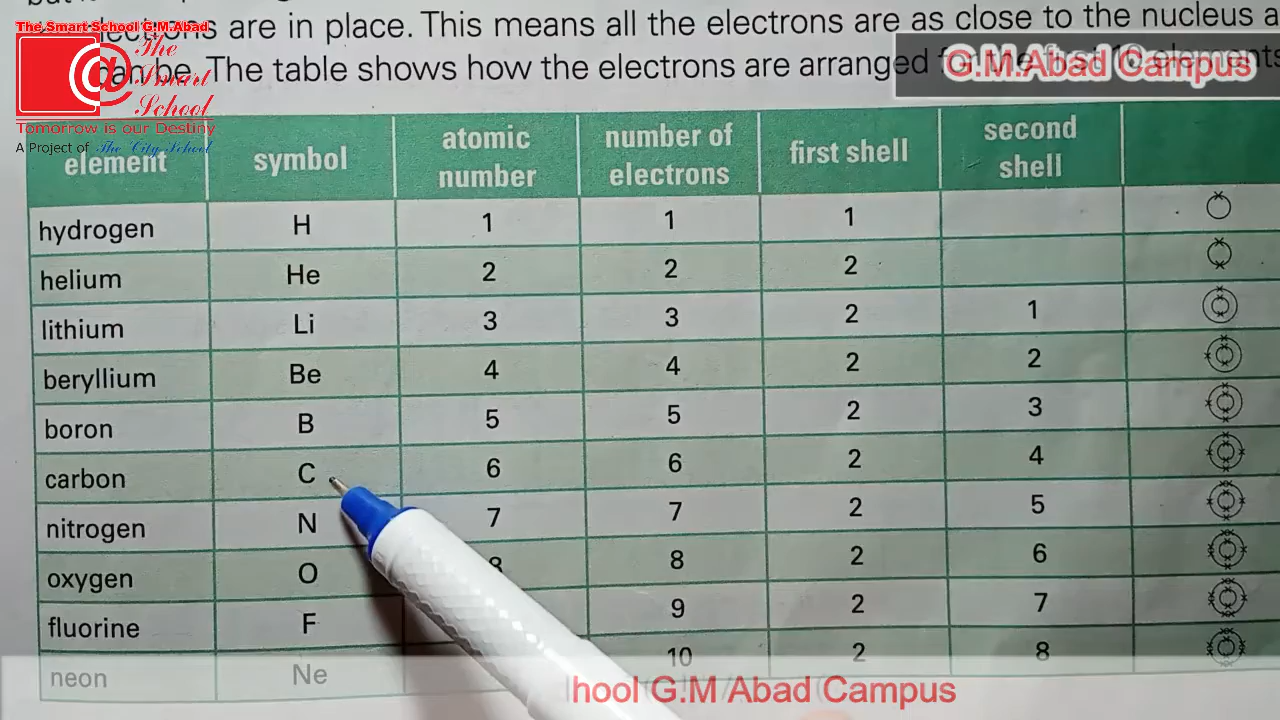 The Smart School G.M.Abad
ons are in place. This means all the electrons are as close to the nucleus a
can be. The table shows how the electrons are arranged
G.M.Abad Campus
@
The
Smart
School
Tomorrow is our Destiny
A Project of The City School
element symbol atomic number number of electrons first shell second shell
hydrogen H 1 1 1
helium He 2 2 2
lithium Li 3 3 2 1
beryllium Be 4 4 2 2
boron B 5 5 2 3
carbon C 6 6 2 4
nitrogen N 7 7 2 5
oxygen O 8 8 2 6
fluorine F 9 2 7
neon Ne 10 2 8
hool G.M Abad Campus